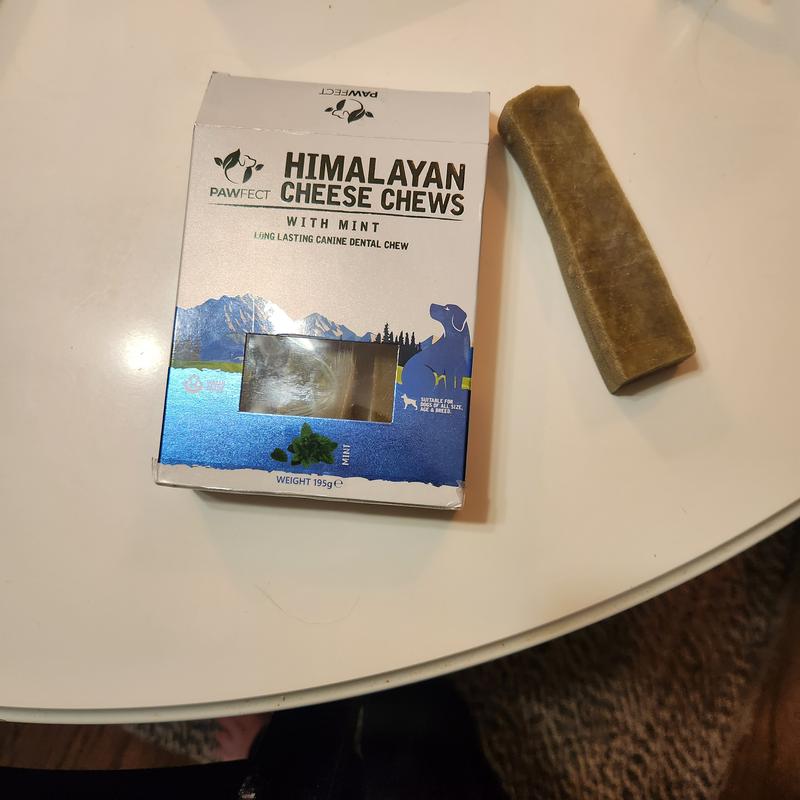 PAWFECT
PAWFECT
HIMALAYAN
CHEESE CHEWS
WITH MINT
LONG LASTING CANINE DENTAL CHEW
SUITABLE FOR
DOGS OF ALL SIZE,
AGE & BREED.
MINT
WEIGHT 195g ℮